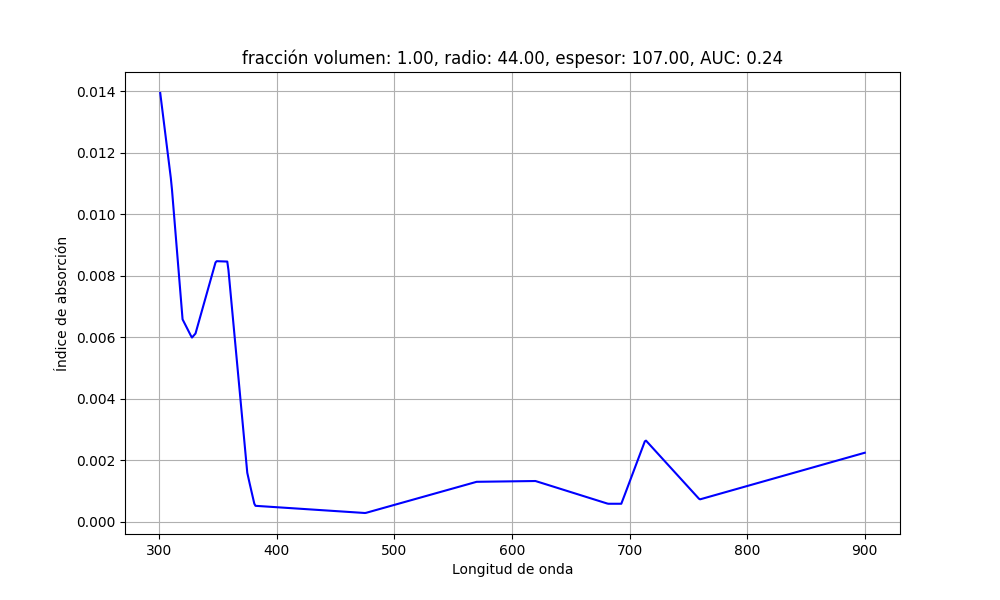 fracción volumen: 1.00, radio: 44.00, espesor: 107.00, AUC: 0.24
Índice de absorción
0.014
0.012
0.010
0.008
0.006
0.004
0.002
0.000
300 400 500 600 700 800 900
Longitud de onda